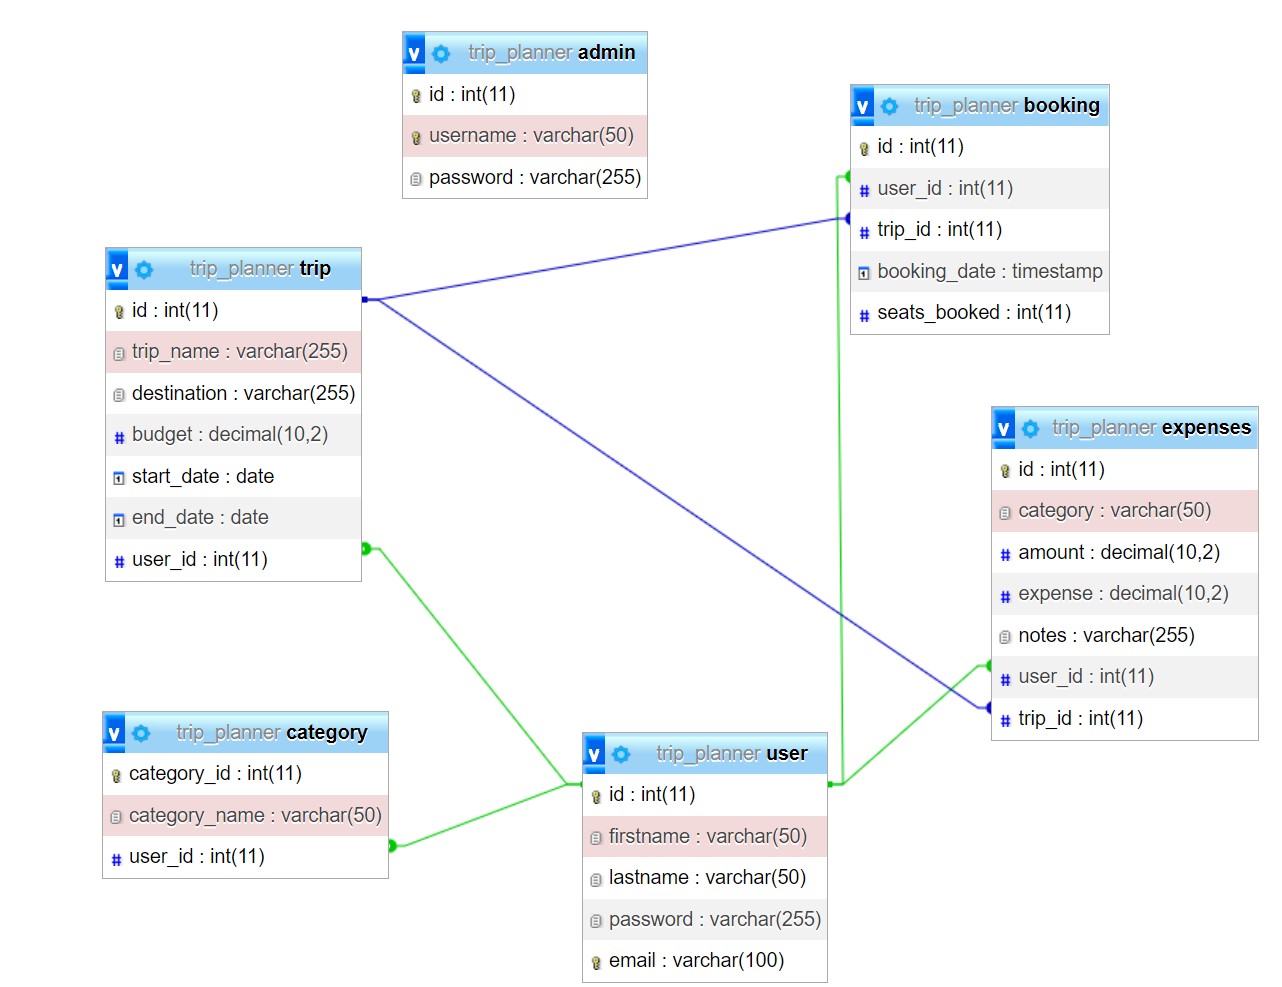 v trip_planner admin
id : int(11)
username : varchar(50)
password : varchar(255)
v trip_planner booking
id : int(11)
# user_id : int(11)
# trip_id : int(11)
booking_date : timestamp
# seats_booked : int(11)
v trip_planner trip
id : int(11)
trip_name : varchar(255)
destination : varchar(255)
# budget : decimal(10,2)
start_date : date
end_date : date
# user_id : int(11)
v trip_planner expenses
id : int(11)
category : varchar(50)
# amount : decimal(10,2)
# expense : decimal(10,2)
notes : varchar(255)
# user_id : int(11)
# trip_id : int(11)
v trip_planner category
category_id : int(11)
category_name : varchar(50)
# user_id : int(11)
v trip_planner user
id : int(11)
firstname : varchar(50)
lastname : varchar(50)
password : varchar(255)
email : varchar(100)